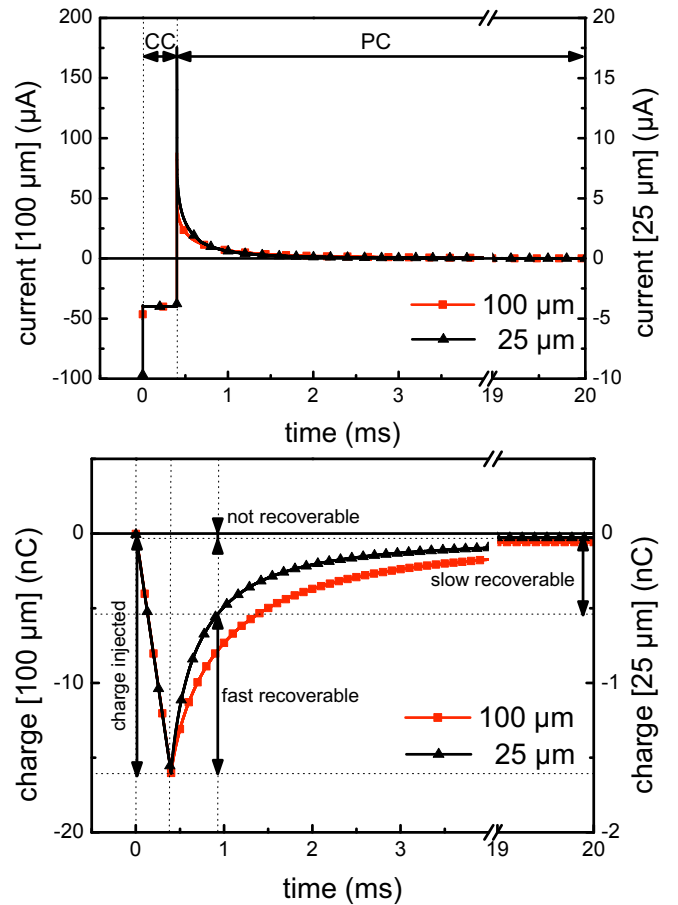 CC
PC
200
150
100
50
0
-50
-100
20
15
10
5
0
-5
-10
current [100 µm] (µA)
current [25 µm] (µA)
100 µm
25 µm
0
1
2
3
19
20
time (ms)
0
-10
-20
0
-1
-2
charge [100 µm] (nC)
charge [25 µm] (nC)
not recoverable
slow recoverable
charge injected
fast recoverable
100 µm
25 µm
0
1
2
3
19
20
time (ms)